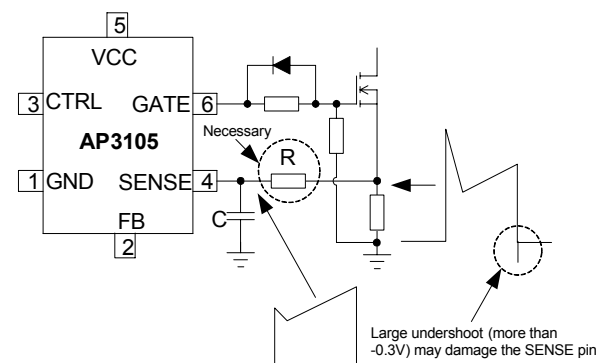 5
VCC
3 CTRL GATE 6
AP3105
Necessary
R
1 GND SENSE 4
C
FB
2
Large undershoot (more than
-0.3V) may damage the SENSE pin